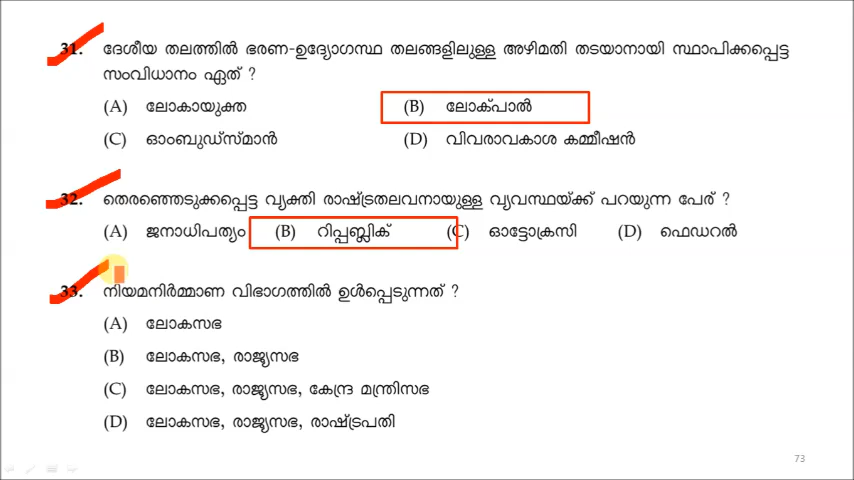 31. ദേശീയ തലത്തിൽ ഭരണ-ഉദ്യോഗസ്ഥ തലങ്ങളിലുള്ള അഴിമതി തടയാനായി സ്ഥാപിക്കപ്പെട്ട
സംവിധാനം ഏത് ?
(A) ലോകായുക്ത (B) ലോക്പാൽ
(C) ഓംബുഡ്സ്മാൻ (D) വിവരാവകാശ കമ്മീഷൻ
32. തെരഞ്ഞെടുക്കപ്പെട്ട വ്യക്തി രാഷ്ട്രതലവനായുള്ള വ്യവസ്ഥയ്ക്ക് പറയുന്ന പേര് ?
(A) ജനാധിപത്യം (B) റിപ്പബ്ലിക് (C) ഓട്ടോക്രസി (D) ഫെഡറൽ
33. നിയമനിർമ്മാണ വിഭാഗത്തിൽ ഉൾപ്പെടുന്നത് ?
(A) ലോകസഭ
(B) ലോകസഭ, രാജ്യസഭ
(C) ലോകസഭ, രാജ്യസഭ, കേന്ദ്ര മന്ത്രിസഭ
(D) ലോകസഭ, രാജ്യസഭ, രാഷ്ട്രപതി
73